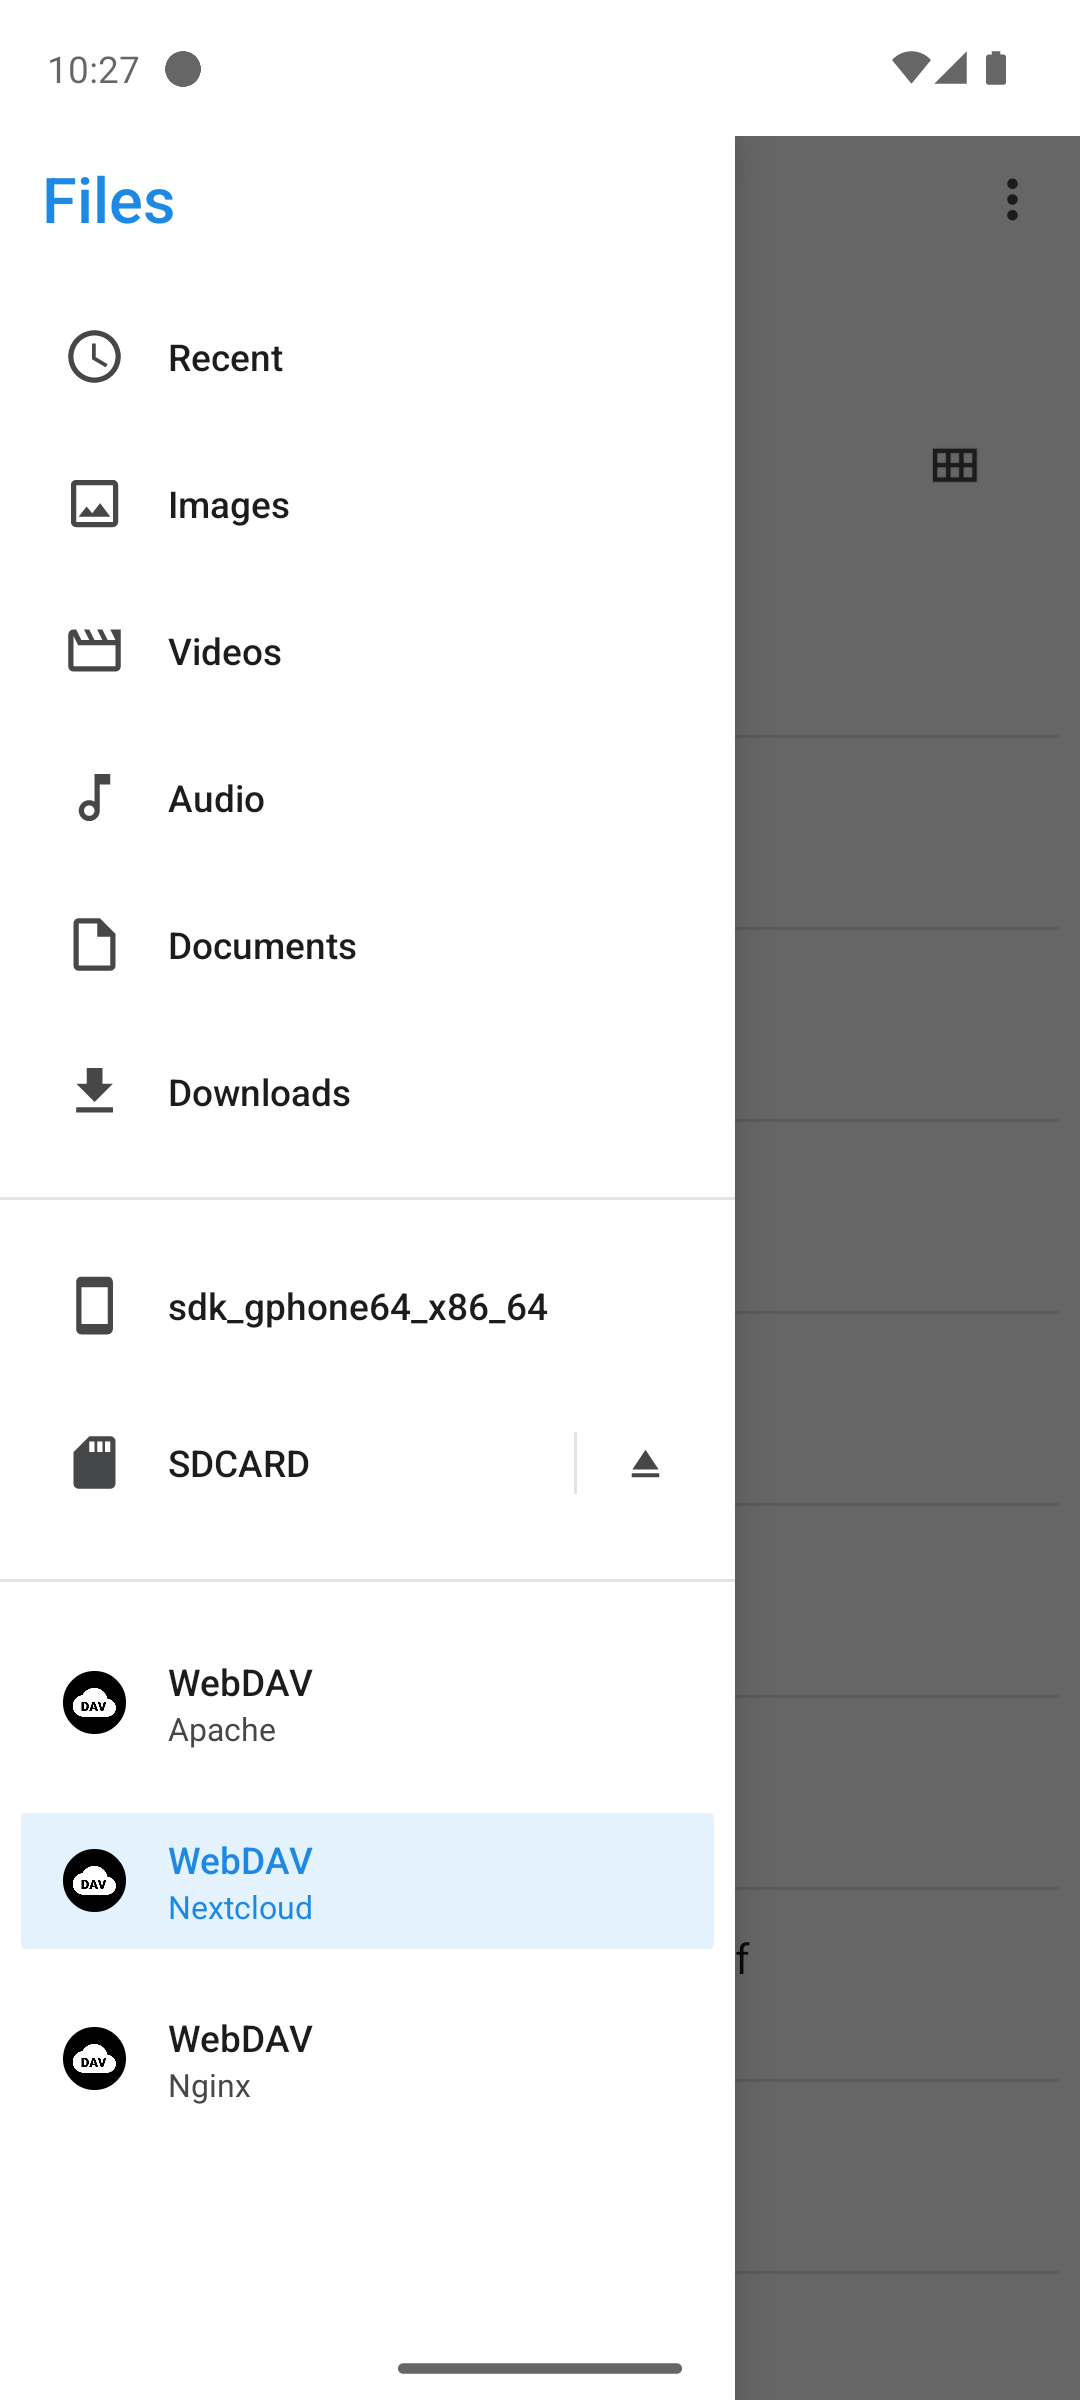 10:27
Files
Recent
Images
Videos
Audio
Documents
Downloads
sdk_gphone64_x86_64
SDCARD
DAV
WebDAV
Apache
DAV
WebDAV
Nextcloud
f
DAV
WebDAV
Nginx